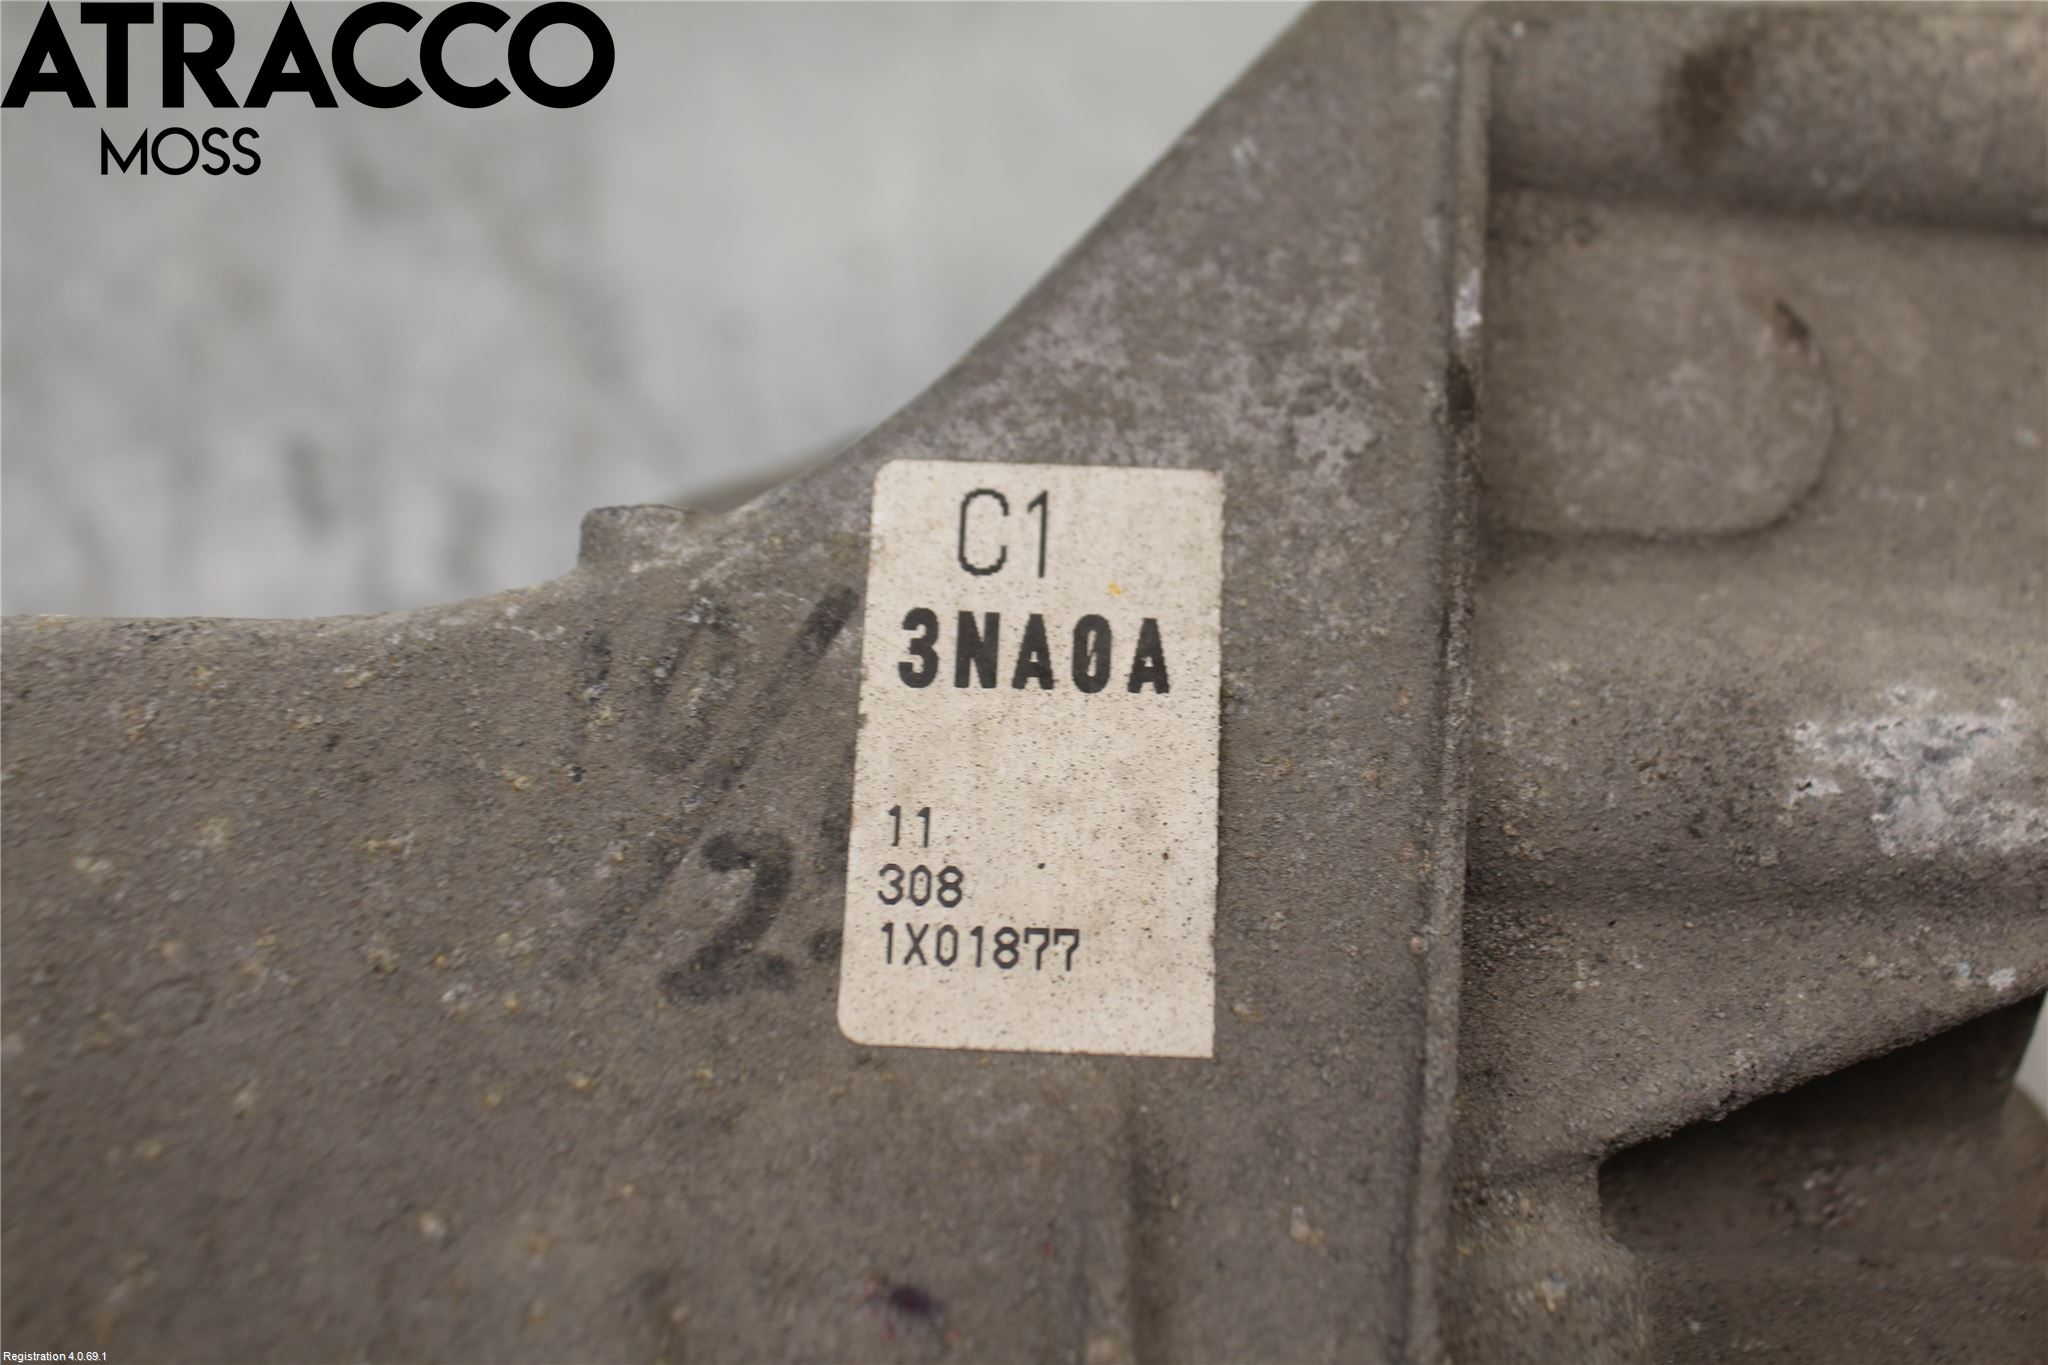 ATRACCO
MOSS
C1
3NA0A
11
308
1X01877
Registration 4.0.69.1